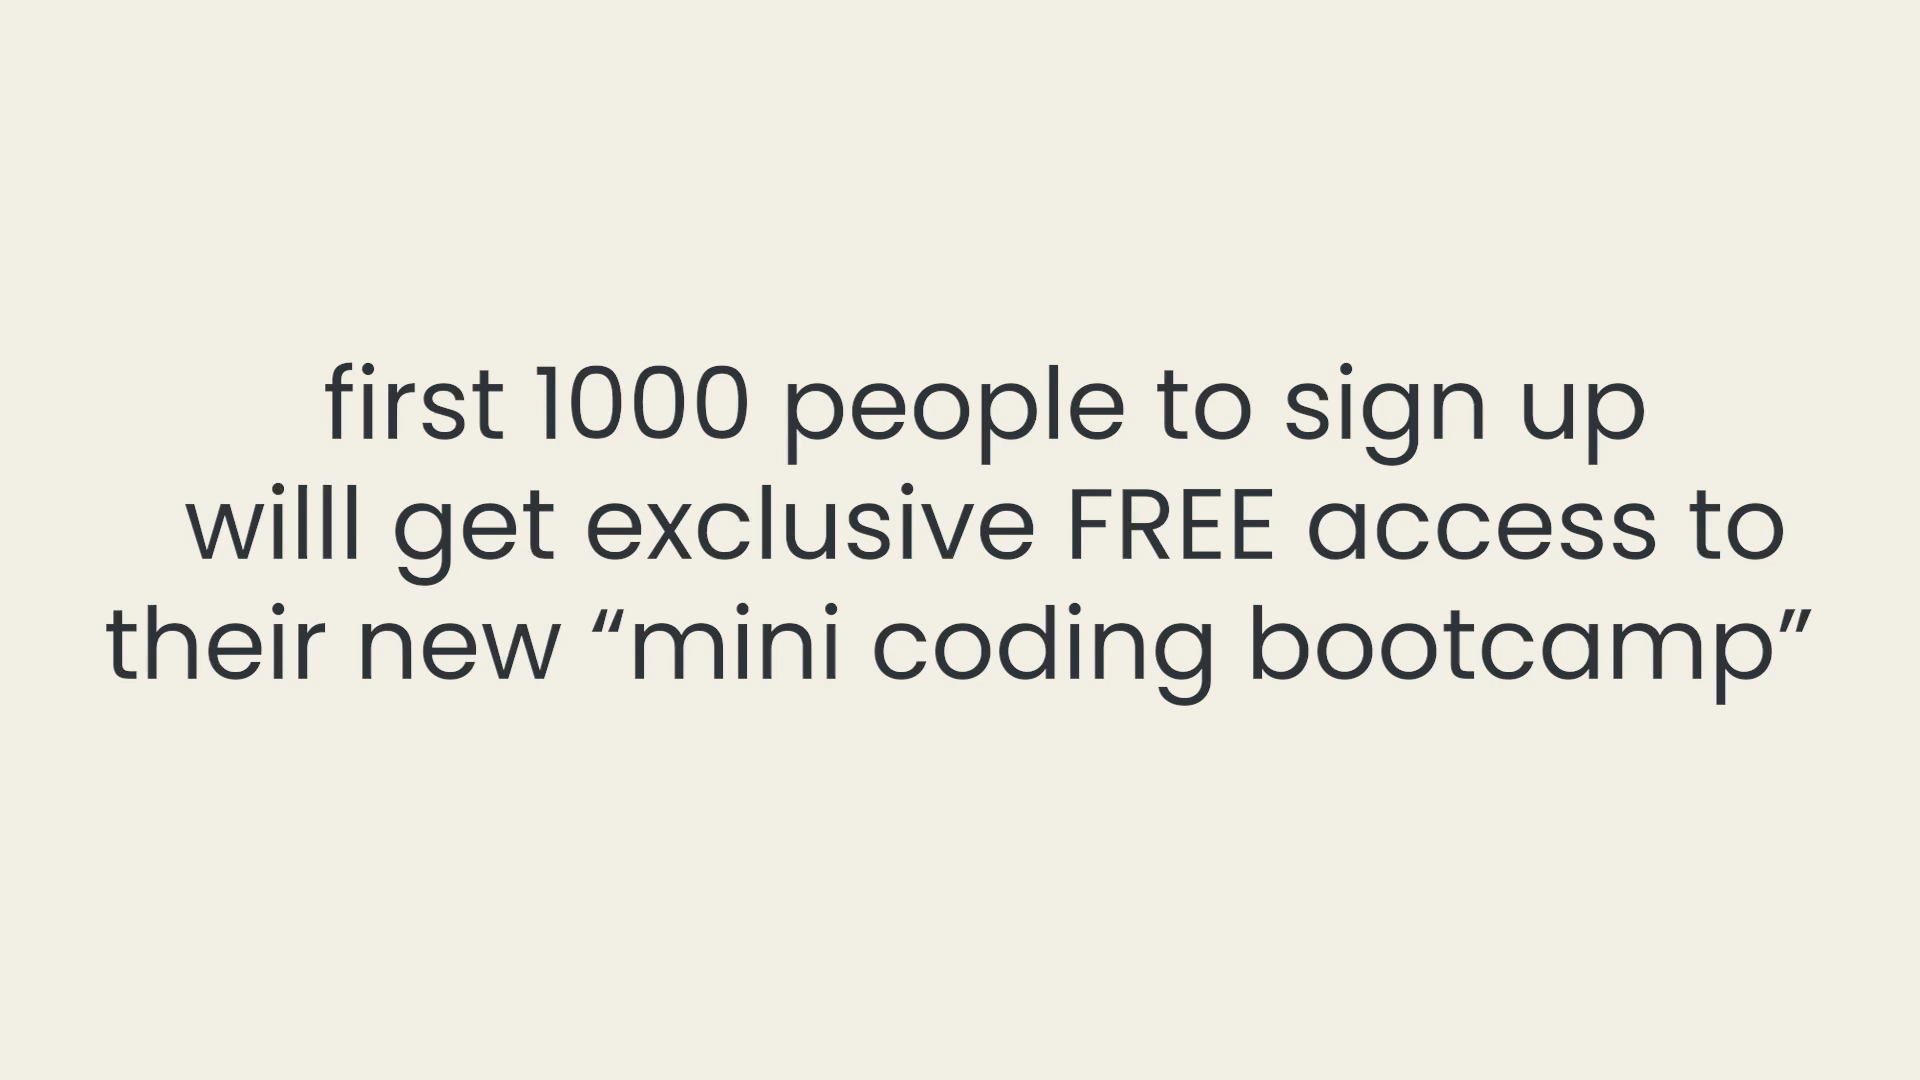 first 1000 people to sign up
willl get exclusive FREE access to
their new “mini coding bootcamp”